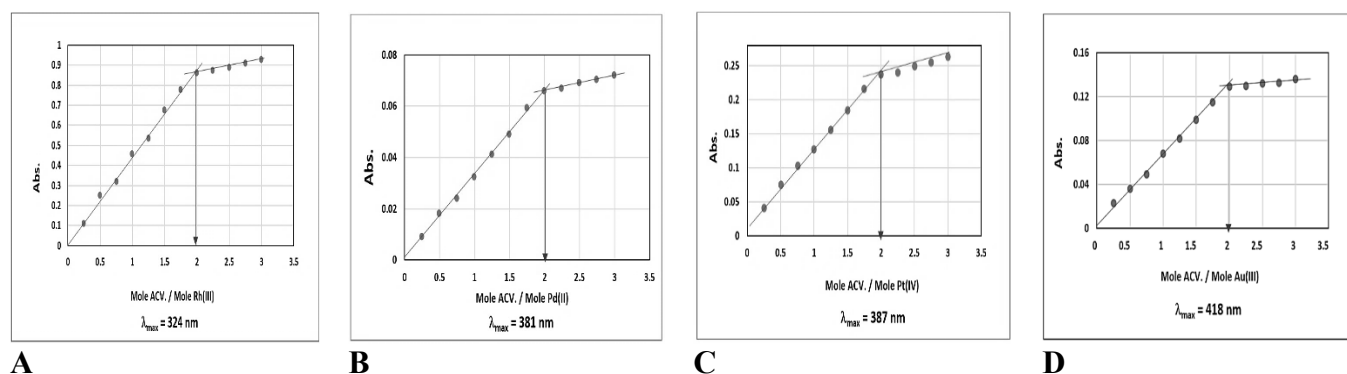 1
0.9
0.8
0.7
0.6
0.5
0.4
0.3
0.2
0.1
0
Abs.
0 0.5 1 1.5 2 2.5 3 3.5
Mole ACV. / Mole Rh(III)
λmax = 324 nm
A
0.08
0.06
0.04
0.02
0
Abs.
0 0.5 1 1.5 2 2.5 3 3.5
Mole ACV. / Mole Pd(II)
λmax = 381 nm
B
0.25
0.2
0.15
0.1
0.05
0
Abs.
0 0.5 1 1.5 2 2.5 3 3.5
Mole ACV. / Mole Pt(IV)
λmax = 387 nm
C
0.16
0.12
0.08
0.04
0
Abs.
0 0.5 1 1.5 2 2.5 3 3.5
Mole ACV. / Mole Au(III)
λmax = 418 nm
D